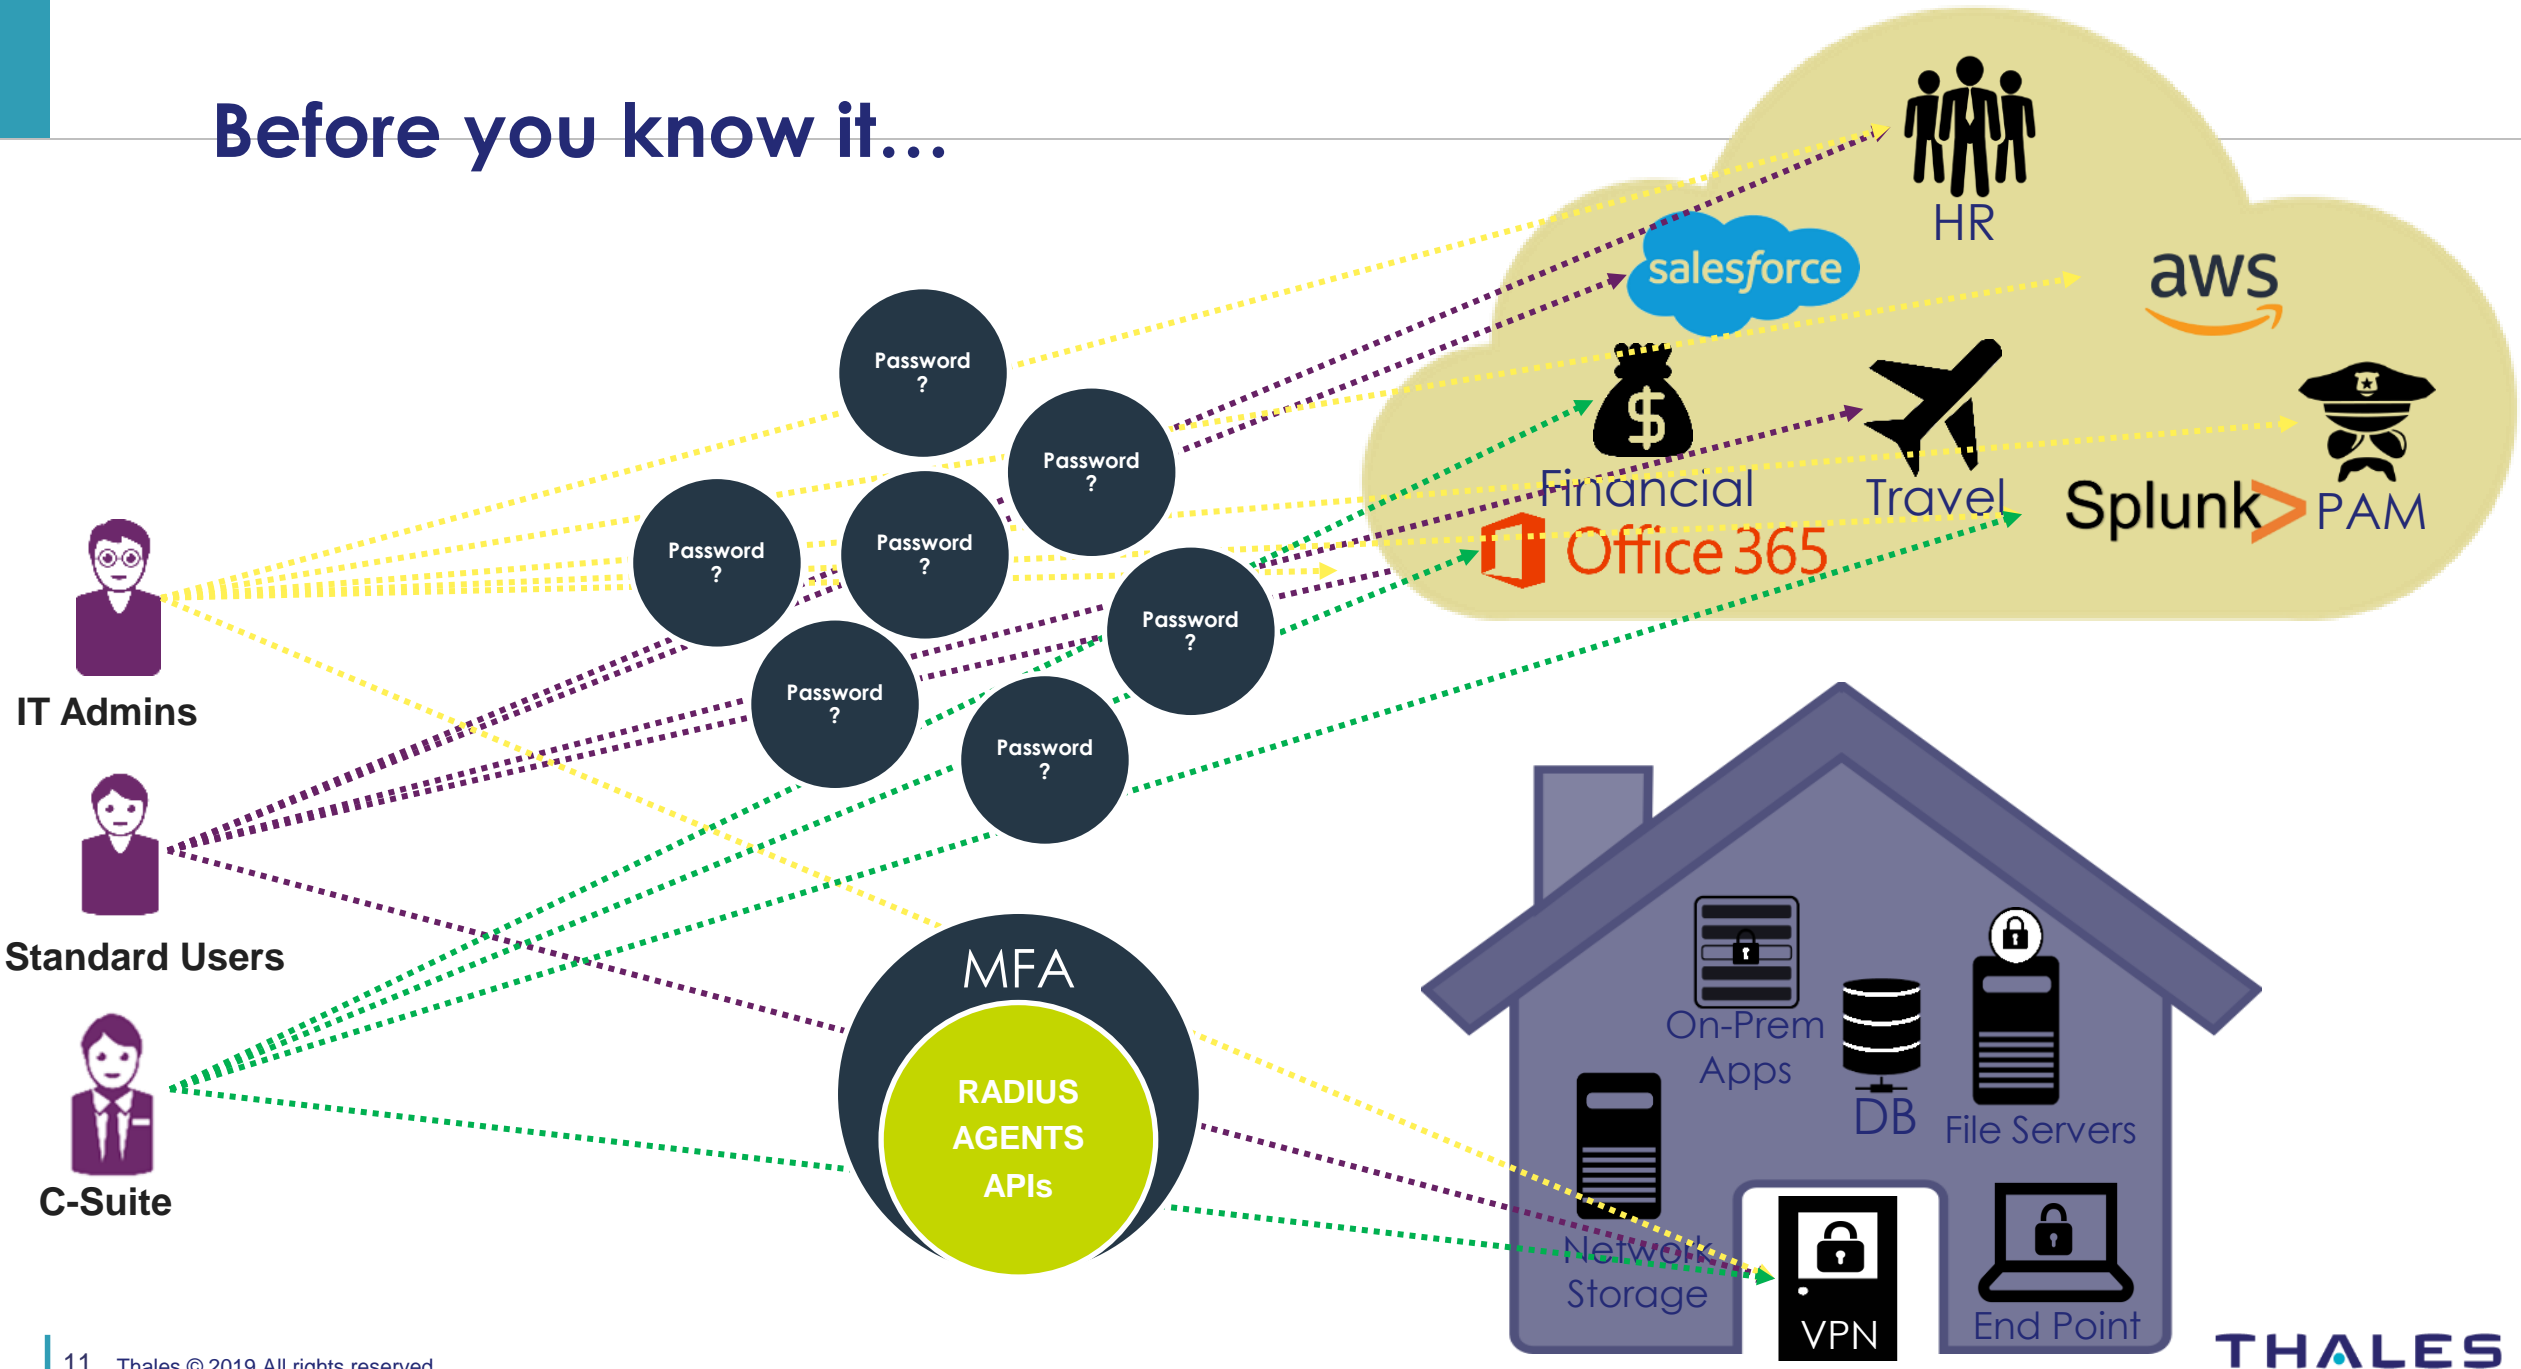 Before you know it...
HR
salesforce
aws
Financial
Travel
Splunk>
PAM
Office 365
Password
?
Password
?
Password
?
Password
?
Password
?
Password
?
Password
?
IT Admins
Standard Users
C-Suite
MFA
RADIUS
AGENTS
APIs
On-Prem
Apps
DB
File Servers
Network
Storage
VPN
End Point
11 Thales © 2019 All rights reserved
THALES